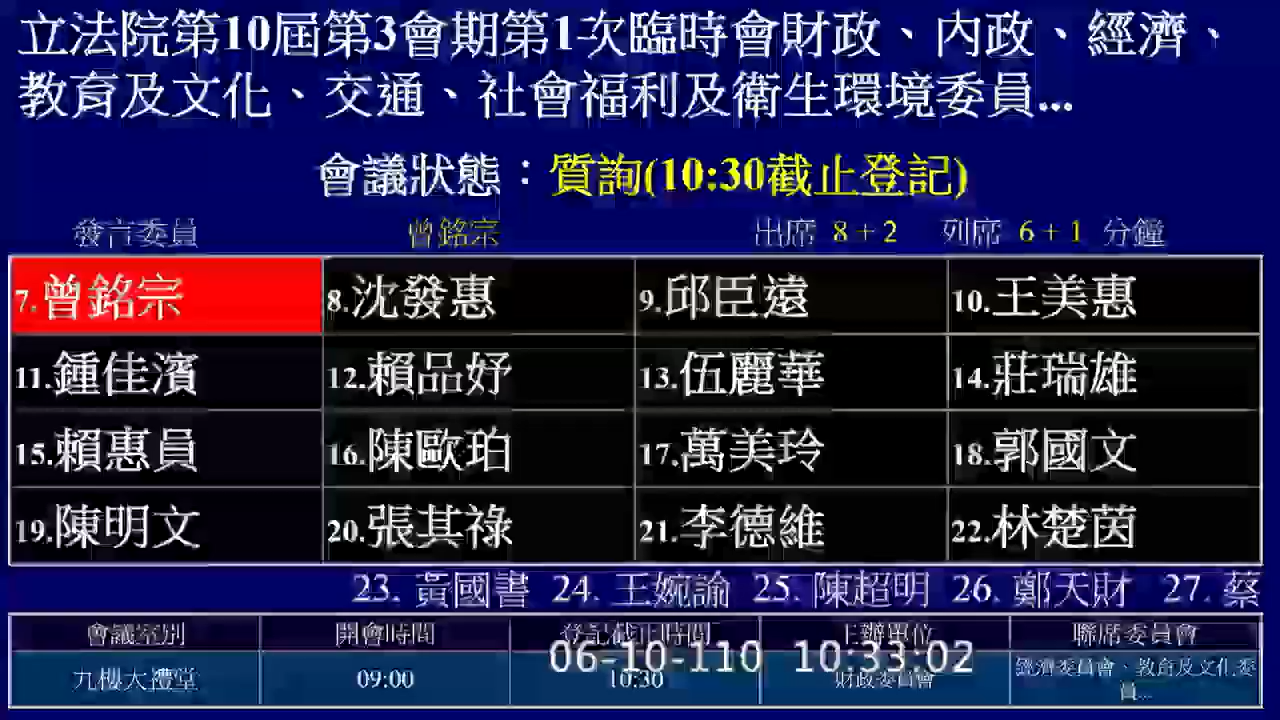 立法院第10屆第3會期第1次臨時會財政、內政、經濟、
教育及文化、交通、社會福利及衛生環境委員...
會議狀態：質詢(10:30截止登記)
發言委員 曾銘宗 出席 8 + 2 列席 6 + 1 分鐘
7.曾銘宗 8.沈發惠 9.邱臣遠 10.王美惠
11.鍾佳濱 12.賴品妤 13.伍麗華 14.莊瑞雄
15.賴惠員 16.陳歐珀 17.萬美玲 18.郭國文
19.陳明文 20.張其祿 21.李德維 22.林楚茵
23. 黃國書 24. 王婉諭 25. 陳超明 26. 鄭天財 27. 蔡
會議室別 開會時間 登記截止時間 主辦單位 聯席委員會
06-10-110 10:33:02
九樓大禮堂 09:00 10:30 財政委員會 經濟委員會、教育及文化委
員...